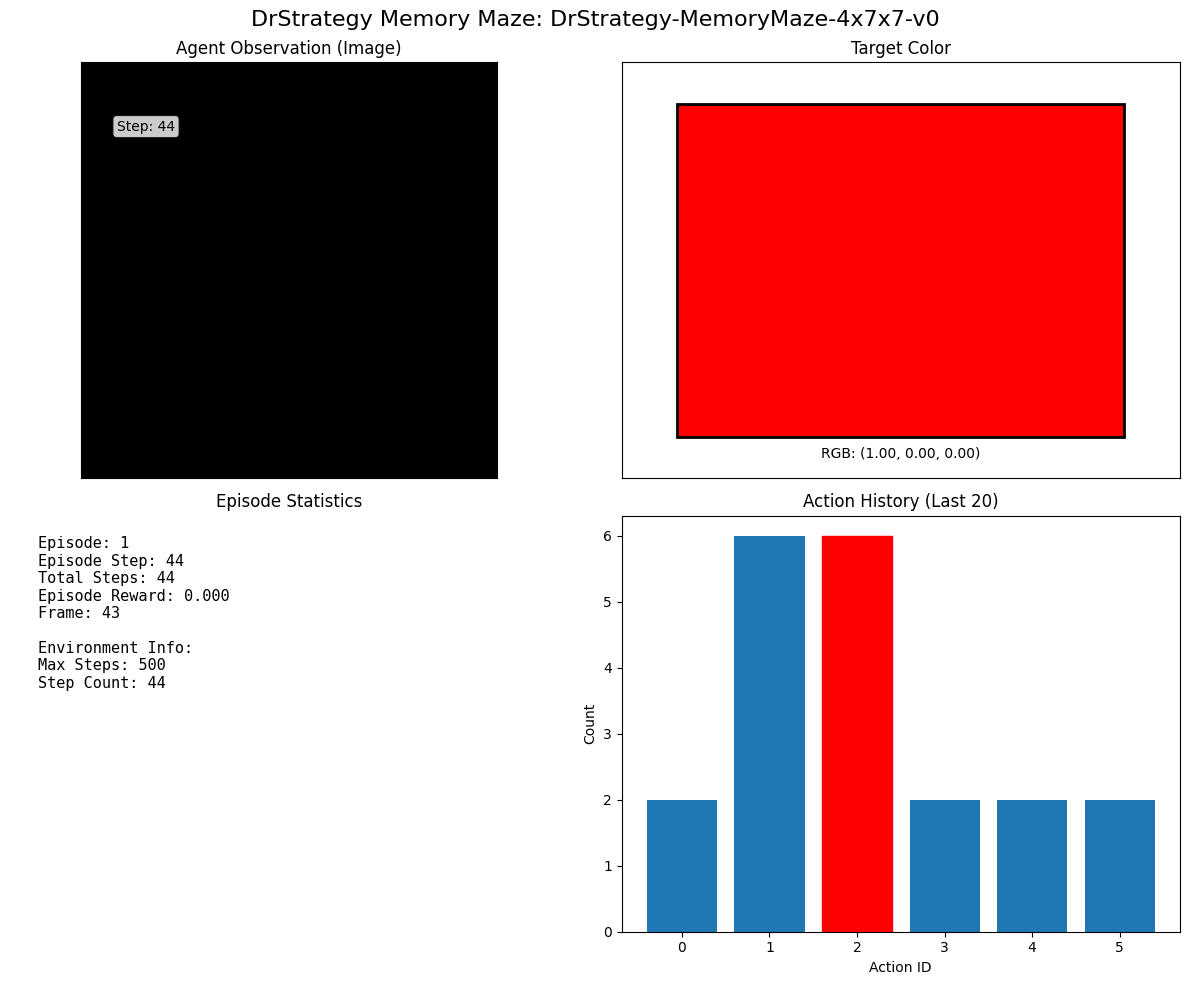 DrStrategy Memory Maze: DrStrategy-MemoryMaze-4x7x7-v0
Agent Observation (Image)
Step: 44
Target Color
RGB: (1.00, 0.00, 0.00)
Episode Statistics
Episode: 1
Episode Step: 44
Total Steps: 44
Episode Reward: 0.000
Frame: 43
Environment Info:
Max Steps: 500
Step Count: 44
Action History (Last 20)
Count
6
5
4
3
2
1
0
0 1 2 3 4 5
Action ID